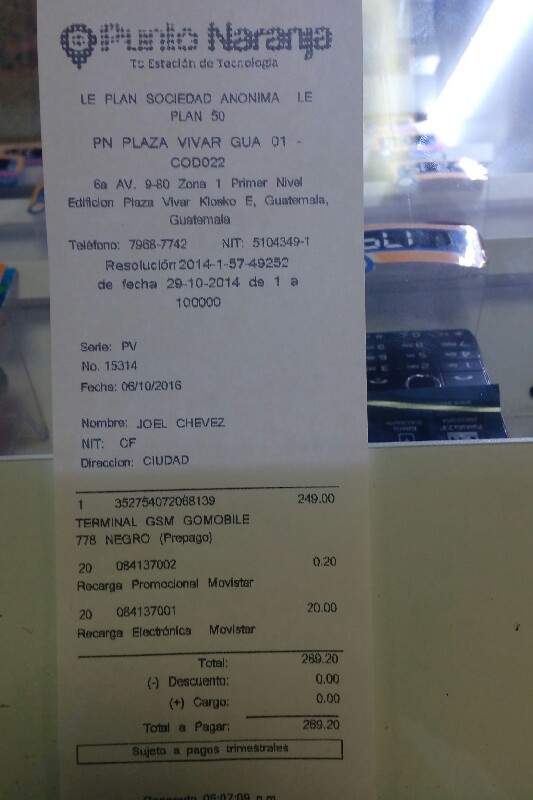 Punto Naranja
Tu Estación de Tecnología
LE PLAN SOCIEDAD ANONIMA LE
PLAN 50
PN PLAZA VIVAR GUA 01 -
COD022
6a AV. 9-80 Zona 1 Primer Nivel
Edificion Plaza Vivar Kiosko E, Guatemala,
Guatemala
Teléfono: 7968-7742 NIT: 5104349-1
Resolución 2014-1-57-49252
de fecha 29-10-2014 de 1 a
100000
Serie: PV
No. 15314
Fecha: 06/10/2016
Nombre: JOEL CHEVEZ
NIT: CF
Direccion: CIUDAD
1 352754072068139 249.00
TERMINAL GSM GOMOBILE
778 NEGRO (Prepago)
20 084137002 0.20
Recarga Promocional Movistar
20 084137001 20.00
Recarga Electrónica Movistar
Total: 269.20
(-) Descuento: 0.00
(+) Cargo: 0.00
Total a Pagar: 269.20
Sujeto a pagos trimestrales